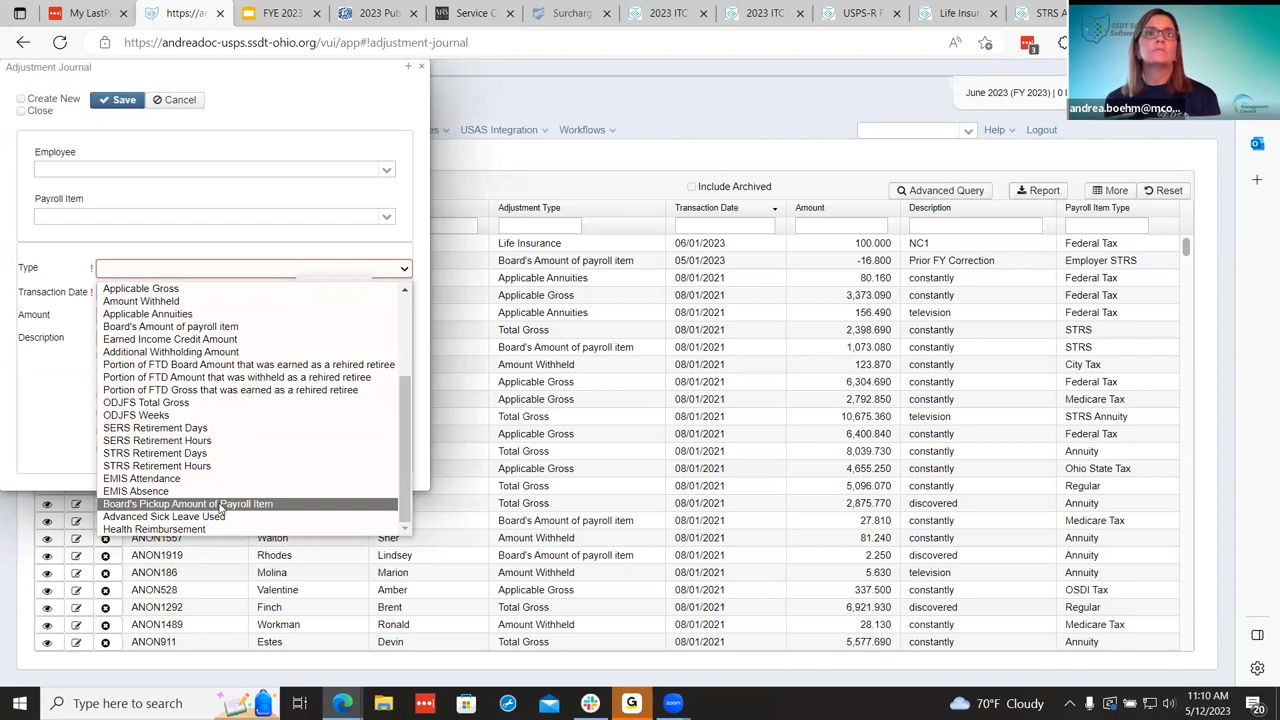 My LastP
https://a
FYE 2023
2023 Pub
Service C
Surcharg
2023 ITC
2023 ITC
USPS-R F
Life Insur
STRS A
https://andreadoc-usps.ssdt-ohio.org/vui/app#!adjustment-journal
3
andrea.boehm@mco...
Adjustment Journal
Create New
Close
Save
Cancel
June 2023 (FY 2023) | 0
es
USAS Integration
Workflows
Help
Logout
Employee
Payroll Item
Include Archived
Advanced Query
Report
More
Reset
Adjustment Type Transaction Date Amount Description Payroll Item Type
Type !
Transaction Date !
Amount
Description
Applicable Gross
Amount Withheld
Applicable Annuities
Board's Amount of payroll item
Earned Income Credit Amount
Additional Withholding Amount
Portion of FTD Board Amount that was earned as a rehired retiree
Portion of FTD Amount that was withheld as a rehired retiree
Portion of FTD Gross that was earned as a rehired retiree
ODJFS Total Gross
ODJFS Weeks
SERS Retirement Days
SERS Retirement Hours
STRS Retirement Days
STRS Retirement Hours
EMIS Attendance
EMIS Absence
Board's Pickup Amount of Payroll Item
Advanced Sick Leave Used
Health Reimbursement
Life Insurance 06/01/2023 100.000 NC1 Federal Tax
Board's Amount of payroll item 05/01/2023 -16.800 Prior FY Correction Employer STRS
Applicable Annuities 08/01/2021 80.160 constantly Federal Tax
Applicable Gross 08/01/2021 3,373.090 constantly Federal Tax
Applicable Annuities 08/01/2021 156.490 television Federal Tax
Total Gross 08/01/2021 2,398.690 constantly STRS
Board's Amount of payroll item 08/01/2021 1,073.080 constantly STRS
Amount Withheld 08/01/2021 123.870 constantly City Tax
Applicable Gross 08/01/2021 6,304.690 constantly Federal Tax
Applicable Gross 08/01/2021 2,792.850 constantly Medicare Tax
Total Gross 08/01/2021 10,675.360 television STRS Annuity
Applicable Gross 08/01/2021 6,400.840 constantly Federal Tax
Total Gross 08/01/2021 9,039.750 constantly Annuity
Applicable Gross 08/01/2021 4,655.250 constantly Ohio State Tax
Total Gross 08/01/2021 5,096.070 constantly Regular
Total Gross 08/01/2021 2,875.770 discovered Annuity
Board's Amount of payroll item 08/01/2021 27.810 constantly Medicare Tax
ANON1557 Walton Sher Amount Withheld 08/01/2021 81.240 constantly Annuity
ANON1919 Rhodes Lindsey Board's Amount of payroll item 08/01/2021 2.250 discovered Annuity
ANON186 Molina Marion Amount Withheld 08/01/2021 5.630 television Annuity
ANON528 Valentine Amber Applicable Gross 08/01/2021 337.500 constantly OSDI Tax
ANON1292 Finch Brent Total Gross 08/01/2021 6,921.930 discovered Regular
ANON1489 Workman Ronald Amount Withheld 08/01/2021 28.130 constantly Medicare Tax
ANON911 Estes Devin Total Gross 08/01/2021 5,577.690 constantly Annuity
Type here to search
70°F Cloudy
11:10 AM
5/12/2023
20